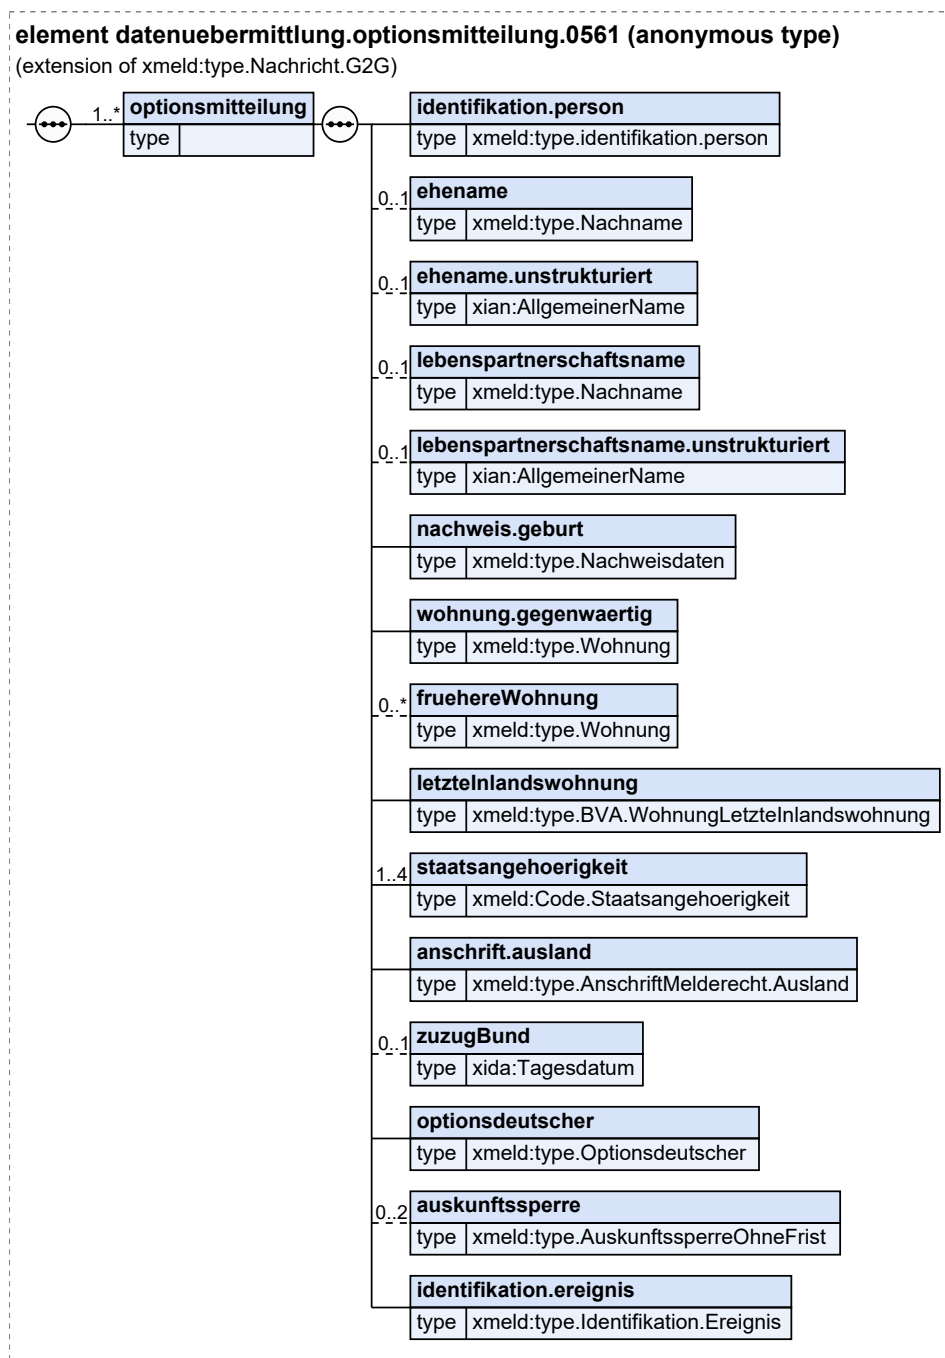 element datenuebermittlung.optionsmitteilung.0561 (anonymous type)
(extension of xmeld:type.Nachricht.G2G)
1..* optionsmitteilung
type
identifikation.person
type xmeld:type.identifikation.person
0..1 ehename
type xmeld:type.Nachname
0..1 ehename.unstrukturiert
type xian:AllgemeinerName
0..1 lebenspartnerschaftsname
type xmeld:type.Nachname
0..1 lebenspartnerschaftsname.unstrukturiert
type xian:AllgemeinerName
nachweis.geburt
type xmeld:type.Nachweisdaten
wohnung.gegenwaertig
type xmeld:type.Wohnung
0..* fruehereWohnung
type xmeld:type.Wohnung
letzteInlandswohnung
type xmeld:type.BVA.WohnungLetzteInlandswohnung
1..4 staatsangehoerigkeit
type xmeld:Code.Staatsangehoerigkeit
anschrift.ausland
type xmeld:type.AnschriftMelderecht.Ausland
0..1 zuzugBund
type xida:Tagesdatum
optionsdeutscher
type xmeld:type.Optionsdeutscher
0..2 auskunftssperre
type xmeld:type.AuskunftssperreOhneFrist
identifikation.ereignis
type xmeld:type.Identifikation.Ereignis